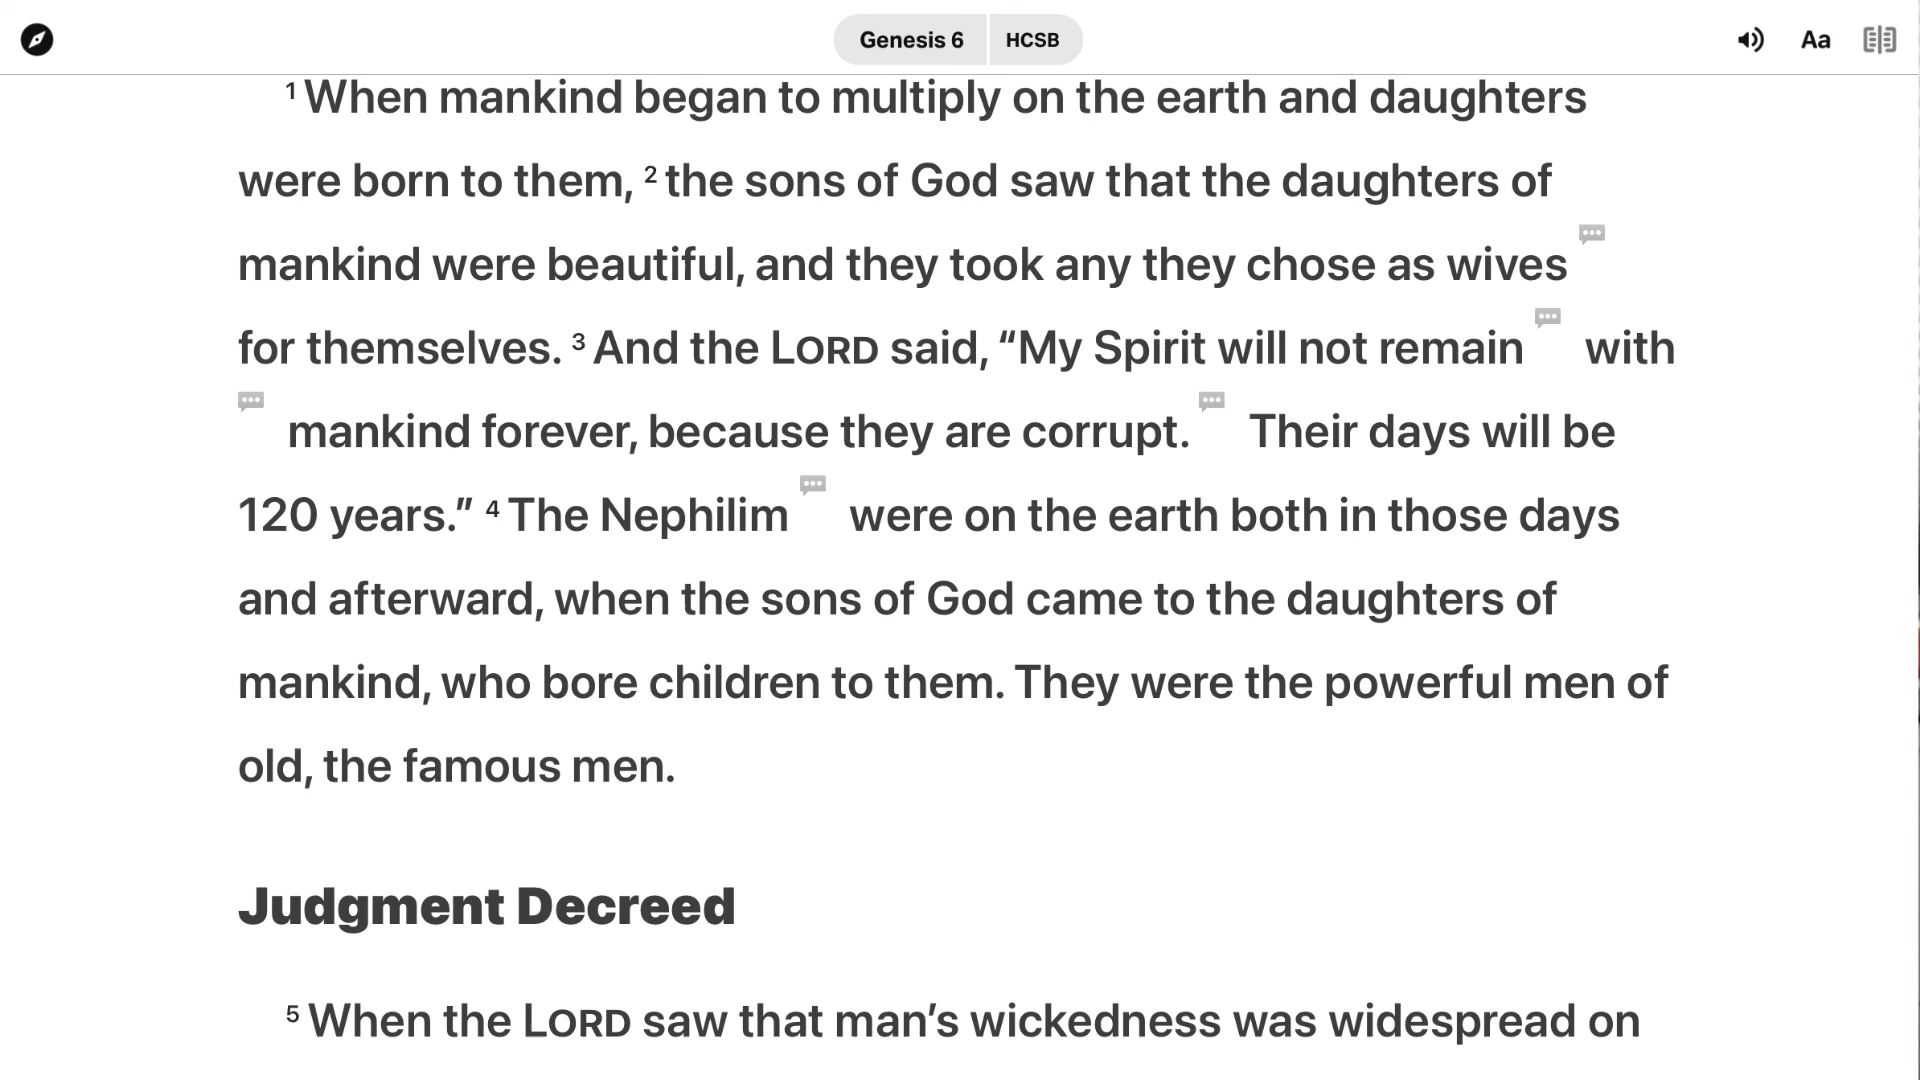 Genesis 6 HCSB Aa
1 When mankind began to multiply on the earth and daughters
were born to them, 2 the sons of God saw that the daughters of
mankind were beautiful, and they took any they chose as wives
for themselves. 3 And the LORD said, “My Spirit will not remain with
mankind forever, because they are corrupt. Their days will be
120 years.” 4 The Nephilim were on the earth both in those days
and afterward, when the sons of God came to the daughters of
mankind, who bore children to them. They were the powerful men of
old, the famous men.
Judgment Decreed
5 When the LORD saw that man’s wickedness was widespread on